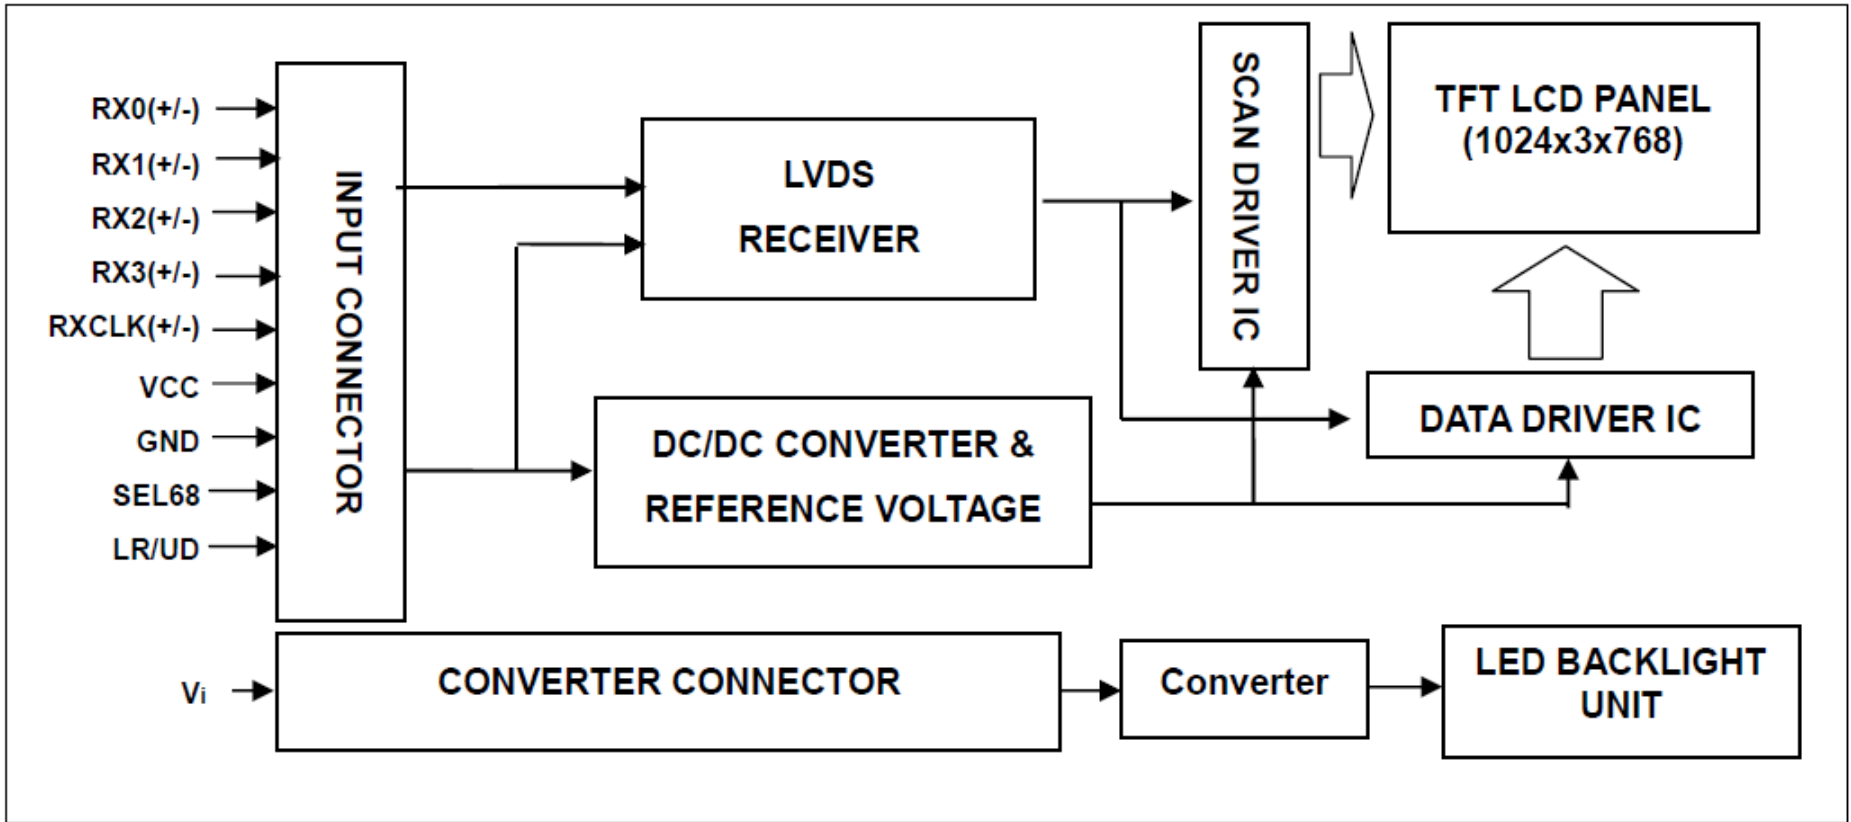 RX0(+/-)
RX1(+/-)
RX2(+/-)
RX3(+/-)
RXCLK(+/-)
VCC
GND
SEL68
LR/UD
INPUT CONNECTOR
LVDS
RECEIVER
DC/DC CONVERTER &
REFERENCE VOLTAGE
SCAN DRIVER IC
TFT LCD PANEL
(1024x3x768)
DATA DRIVER IC
Vi
CONVERTER CONNECTOR
Converter
LED BACKLIGHT
UNIT